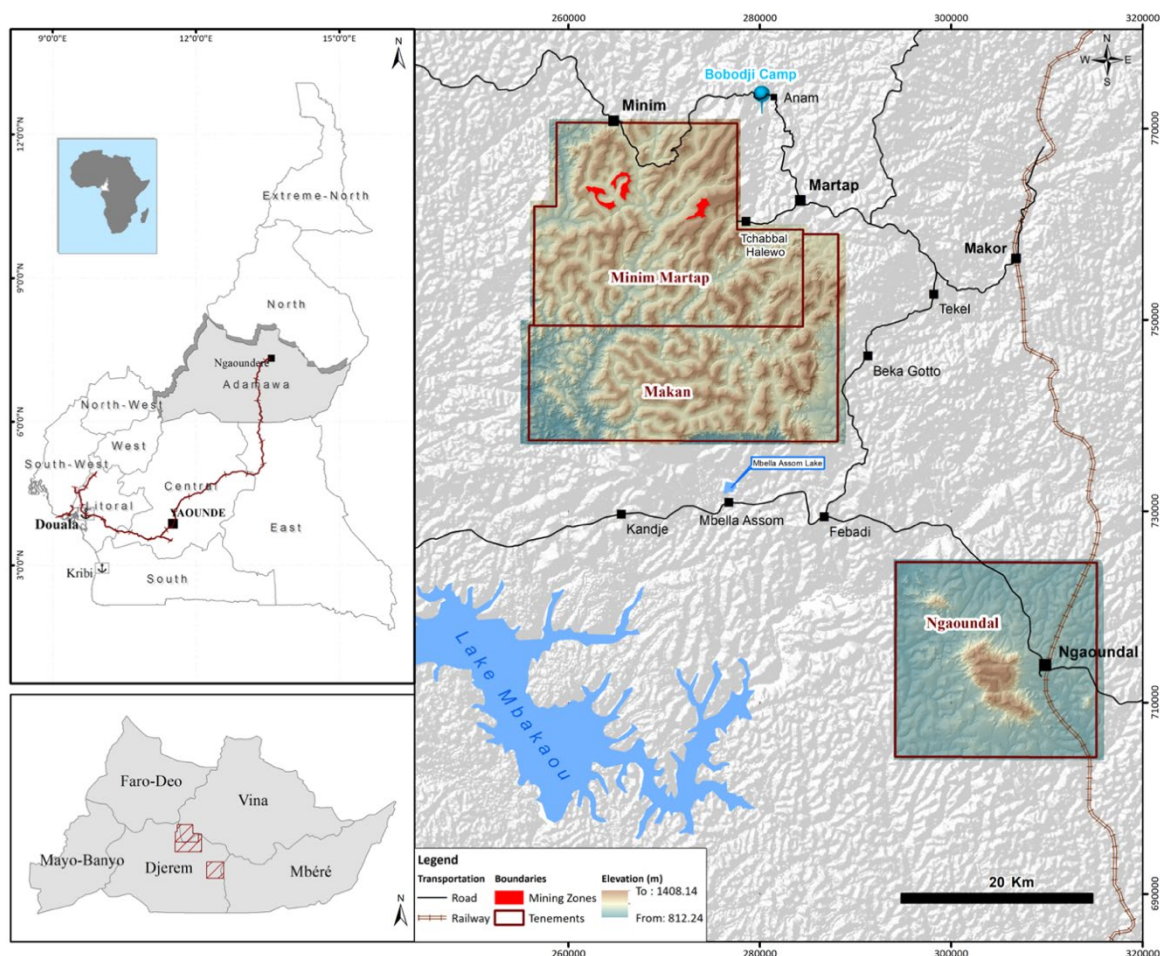 9°0'0"E
12°0'0"E
15°0'0"E
N
12°0'0"N
9°0'0"N
6°0'0"N
3°0'0"N
Extreme-North
North
Ngaoundere
Adamawa
North-West
West
South-West
Central
Litoral
Douala
YAOUNDE
East
Kribi
South
Faro-Deo
Vina
Mayo-Banyo
Djerem
Mbéré
N
260000
280000
300000
320000
N
W
E
S
Bobodji Camp
Anam
Minim
770000
Martap
Tchabbal
Halewo
Makor
Minim Martap
Tekel
750000
Beka Gotto
Makan
Mbella Assom Lake
Kandje
Mbella Assom
Febadi
730000
Ngaoundal
Ngaoundal
Lake Mbakaou
710000
Legend
Transportation
Road
Railway
Boundaries
Mining Zones
Tenements
Elevation (m)
To : 1408.14
From: 812.24
20 Km
690000
260000
280000
300000
320000